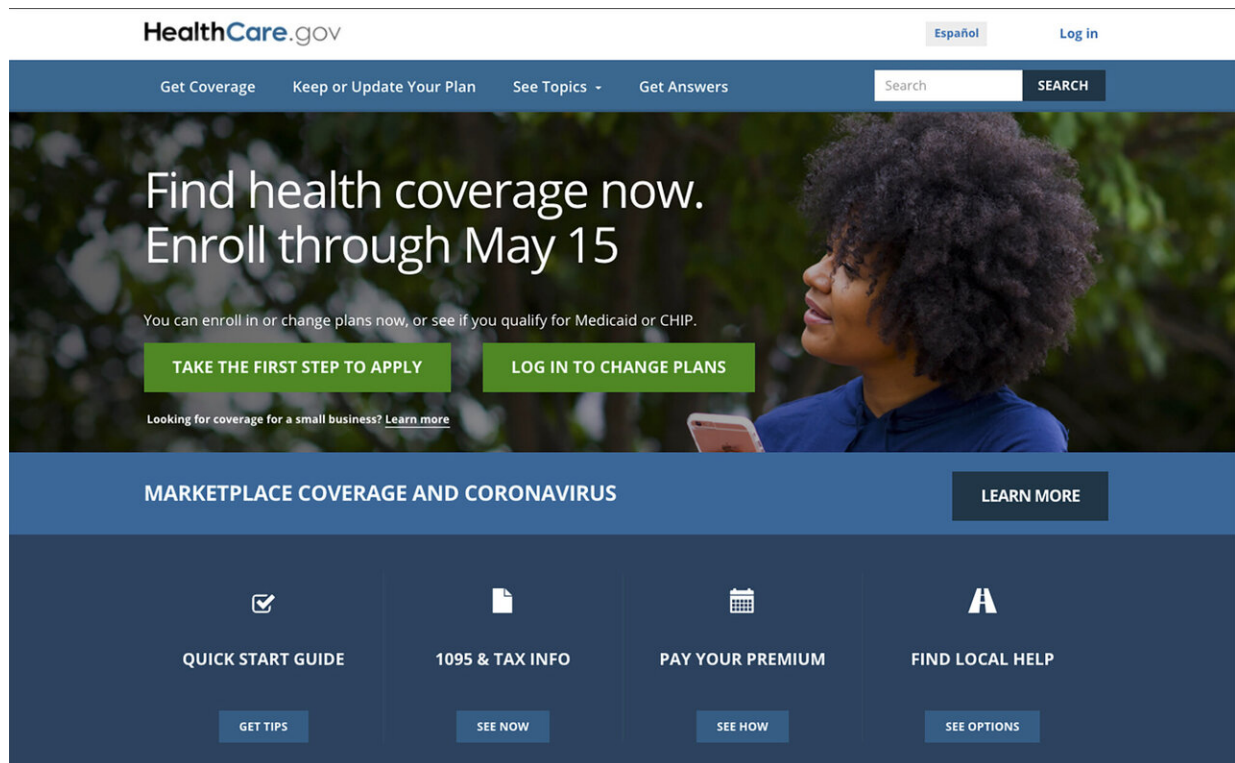 HealthCare.gov
Español
Log in
Get Coverage
Keep or Update Your Plan
See Topics
Get Answers
Search
SEARCH
Find health coverage now.
Enroll through May 15
You can enroll in or change plans now, or see if you qualify for Medicaid or CHIP.
TAKE THE FIRST STEP TO APPLY
LOG IN TO CHANGE PLANS
Looking for coverage for a small business? Learn more
MARKETPLACE COVERAGE AND CORONAVIRUS
LEARN MORE
QUICK START GUIDE
GET TIPS
1095 & TAX INFO
SEE NOW
PAY YOUR PREMIUM
SEE HOW
FIND LOCAL HELP
SEE OPTIONS